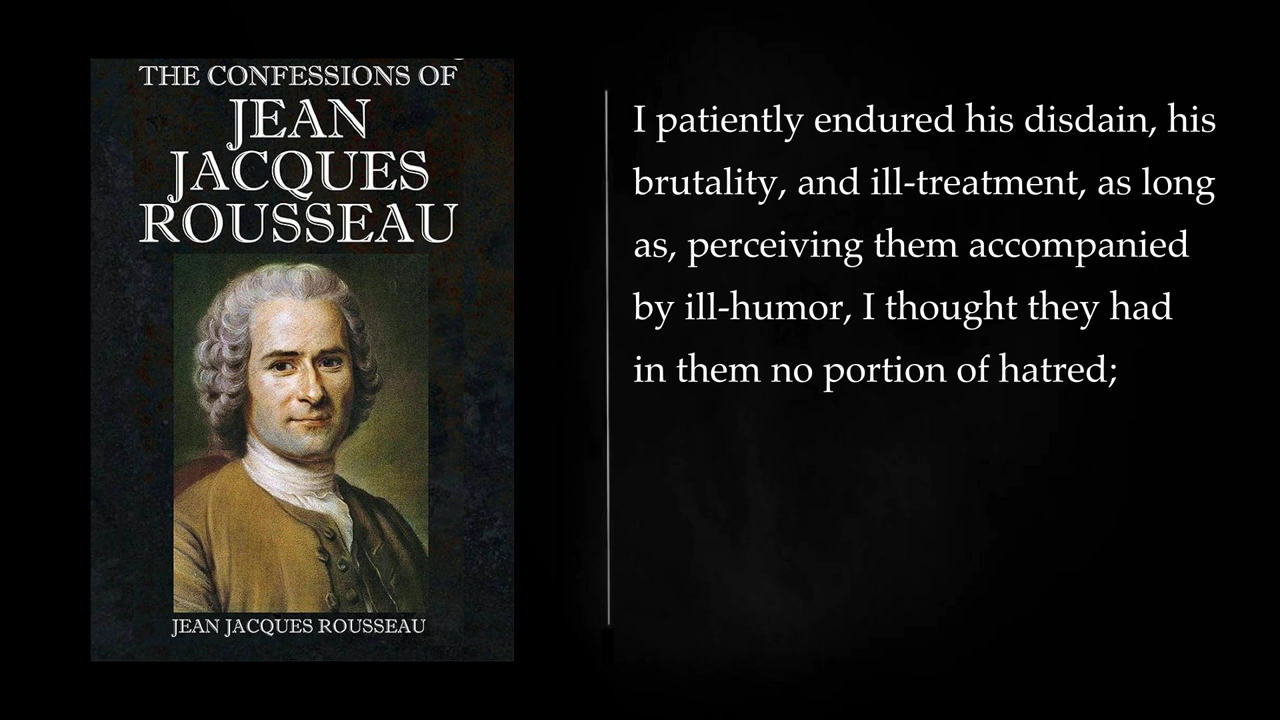 THE CONFESSIONS OF
JEAN
JACQUES
ROUSSEAU
JEAN JACQUES ROUSSEAU
I patiently endured his disdain, his
brutality, and ill-treatment, as long
as, perceiving them accompanied
by ill-humor, I thought they had
in them no portion of hatred;